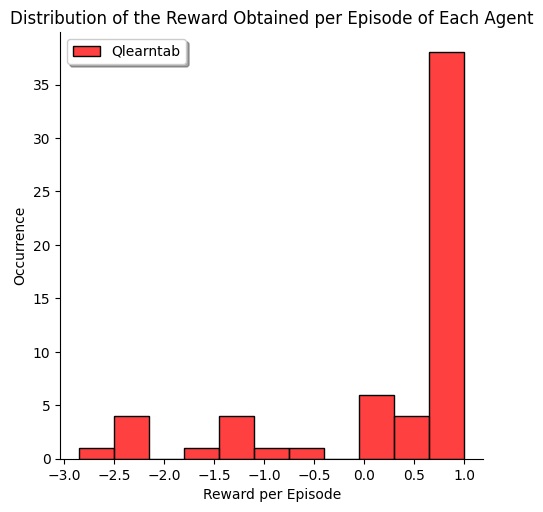 Distribution of the Reward Obtained per Episode of Each Agent
Qlearntab
35
30
25
20
15
10
5
0
Occurrence
−3.0 −2.5 −2.0 −1.5 −1.0 −0.5 0.0 0.5 1.0
Reward per Episode